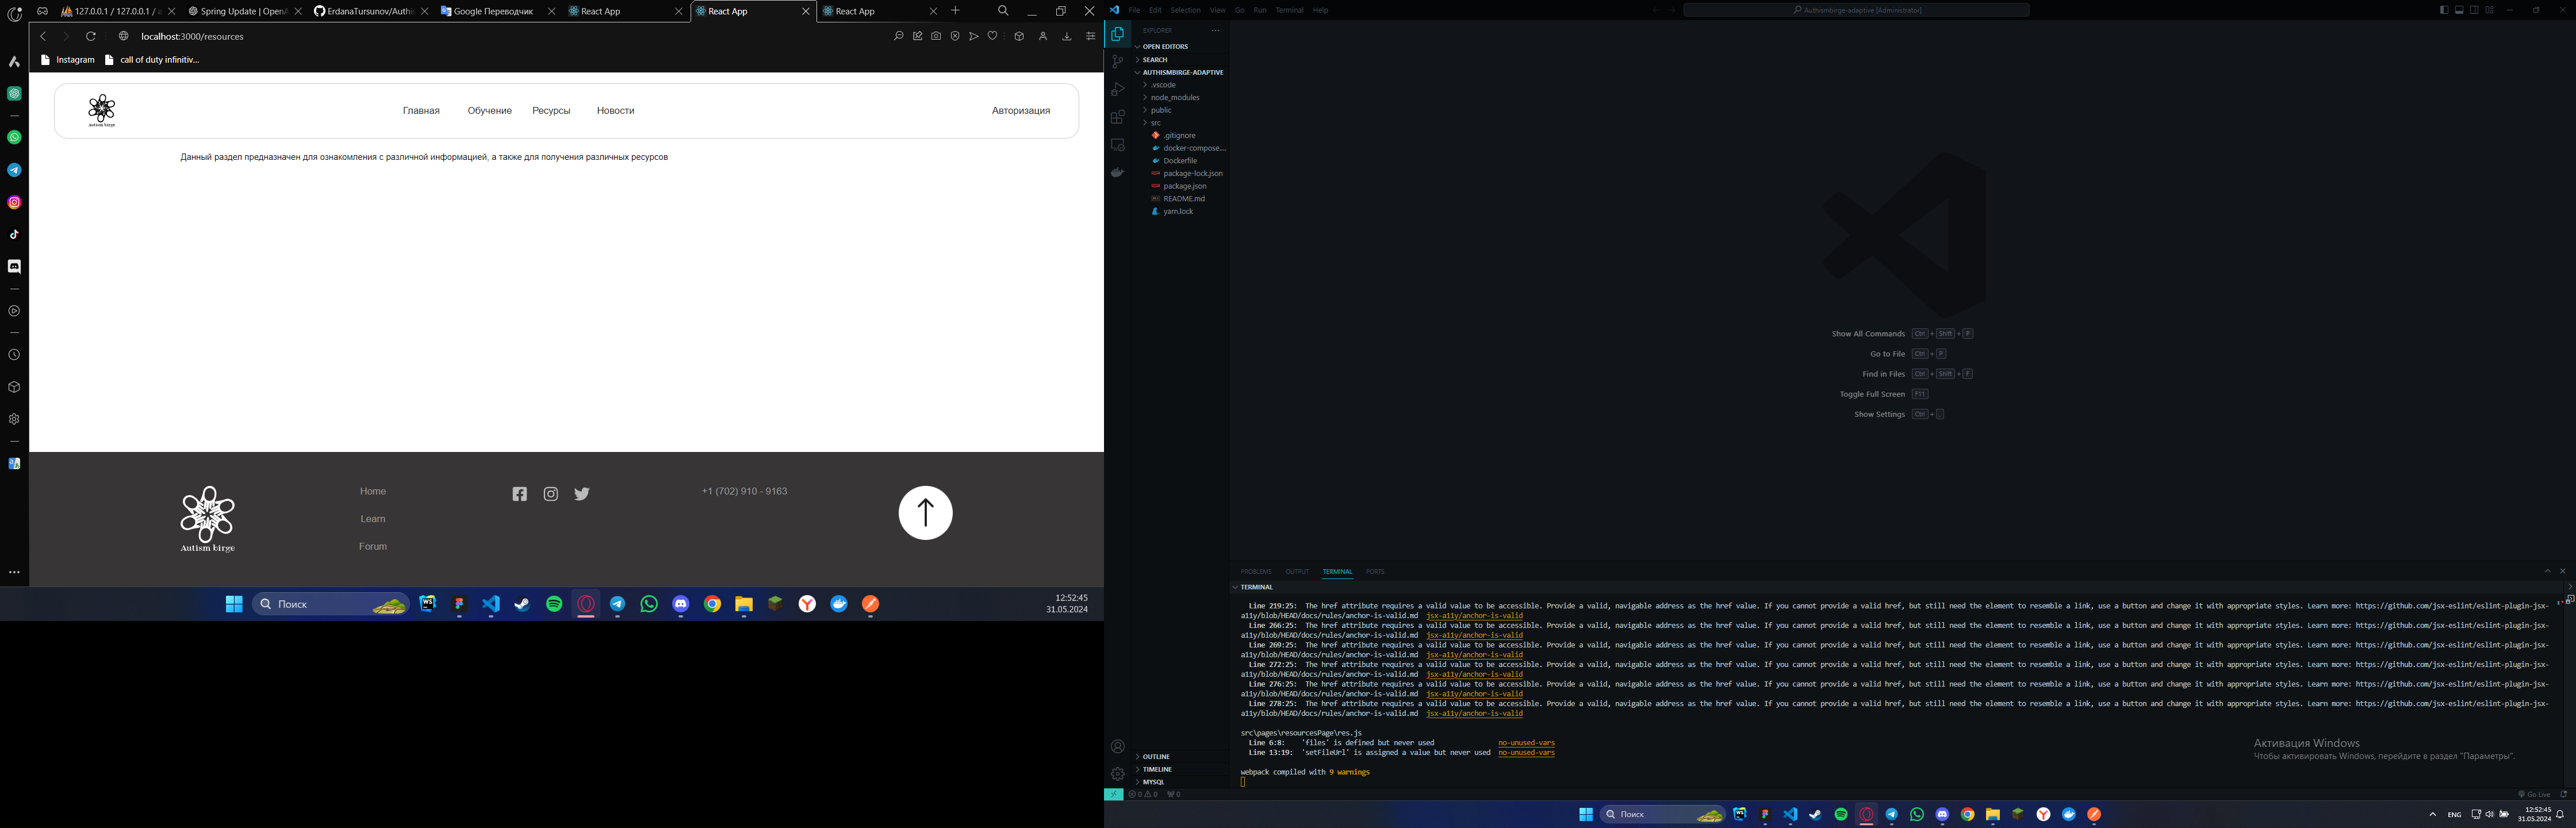 127.0.0.1 / 127.0.0.1 / a
Spring Update | OpenA
ErdanaTursunov/Authis
Google Переводчик
React App
React App
React App
localhost:3000/resources
Instagram
call of duty infinitiv...
Autism birge
Главная
Обучение
Ресурсы
Новости
Авторизация
Данный раздел предназначен для ознакомления с различной информацией, а также для получения различных ресурсов
Autism birge
Home
Learn
Forum
+1 (702) 910 - 9163
Поиск
12:52:45
31.05.2024
File Edit Selection View Go Run Terminal Help
Authismbirge-adaptive [Administrator]
EXPLORER
OPEN EDITORS
SEARCH
AUTHISMBIRGE-ADAPTIVE
.vscode
node_modules
public
src
.gitignore
docker-compose....
Dockerfile
package-lock.json
package.json
README.md
yarn.lock
OUTLINE
TIMELINE
MYSQL
Show All Commands Ctrl + Shift + P
Go to File Ctrl + P
Find in Files Ctrl + Shift + F
Toggle Full Screen F11
Show Settings Ctrl + ,
PROBLEMS OUTPUT TERMINAL PORTS
TERMINAL
Line 219:25: The href attribute requires a valid value to be accessible. Provide a valid, navigable address as the href value. If you cannot provide a valid href, but still need the element to resemble a link, use a button and change it with appropriate styles. Learn more: https://github.com/jsx-eslint/eslint-plugin-jsx-
a11y/blob/HEAD/docs/rules/anchor-is-valid.md jsx-a11y/anchor-is-valid
Line 266:25: The href attribute requires a valid value to be accessible. Provide a valid, navigable address as the href value. If you cannot provide a valid href, but still need the element to resemble a link, use a button and change it with appropriate styles. Learn more: https://github.com/jsx-eslint/eslint-plugin-jsx-
a11y/blob/HEAD/docs/rules/anchor-is-valid.md jsx-a11y/anchor-is-valid
Line 269:25: The href attribute requires a valid value to be accessible. Provide a valid, navigable address as the href value. If you cannot provide a valid href, but still need the element to resemble a link, use a button and change it with appropriate styles. Learn more: https://github.com/jsx-eslint/eslint-plugin-jsx-
a11y/blob/HEAD/docs/rules/anchor-is-valid.md jsx-a11y/anchor-is-valid
Line 272:25: The href attribute requires a valid value to be accessible. Provide a valid, navigable address as the href value. If you cannot provide a valid href, but still need the element to resemble a link, use a button and change it with appropriate styles. Learn more: https://github.com/jsx-eslint/eslint-plugin-jsx-
a11y/blob/HEAD/docs/rules/anchor-is-valid.md jsx-a11y/anchor-is-valid
Line 276:25: The href attribute requires a valid value to be accessible. Provide a valid, navigable address as the href value. If you cannot provide a valid href, but still need the element to resemble a link, use a button and change it with appropriate styles. Learn more: https://github.com/jsx-eslint/eslint-plugin-jsx-
a11y/blob/HEAD/docs/rules/anchor-is-valid.md jsx-a11y/anchor-is-valid
Line 278:25: The href attribute requires a valid value to be accessible. Provide a valid, navigable address as the href value. If you cannot provide a valid href, but still need the element to resemble a link, use a button and change it with appropriate styles. Learn more: https://github.com/jsx-eslint/eslint-plugin-jsx-
a11y/blob/HEAD/docs/rules/anchor-is-valid.md jsx-a11y/anchor-is-valid
src\pages\resourcesPage\res.js
Line 6:8: 'files' is defined but never used no-unused-vars
Line 13:19: 'setFileUrl' is assigned a value but never used no-unused-vars
webpack compiled with 9 warnings
Активация Windows
Чтобы активировать Windows, перейдите в раздел "Параметры".
0 0 0
Go Live
Поиск
ENG
12:52:45
31.05.2024